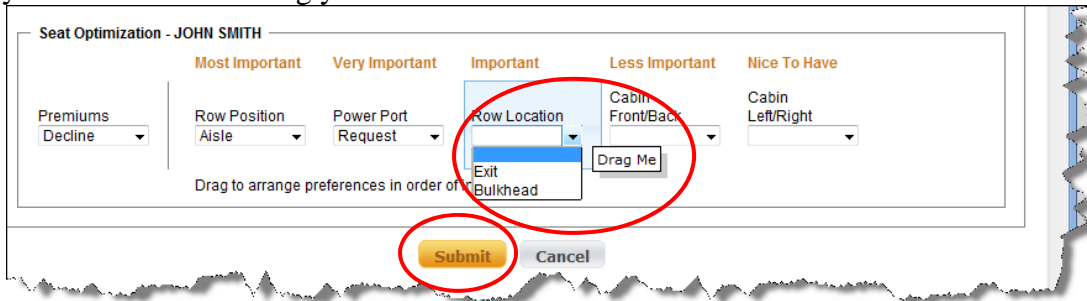 Seat Optimization - JOHN SMITH
Most Important Very Important Important Less Important Nice To Have
Premiums Row Position Power Port Row Location Cabin Front/Back Cabin Left/Right
Decline Aisle Request
Drag Me
Exit
Bulkhead
Drag to arrange preferences in order of
Submit Cancel